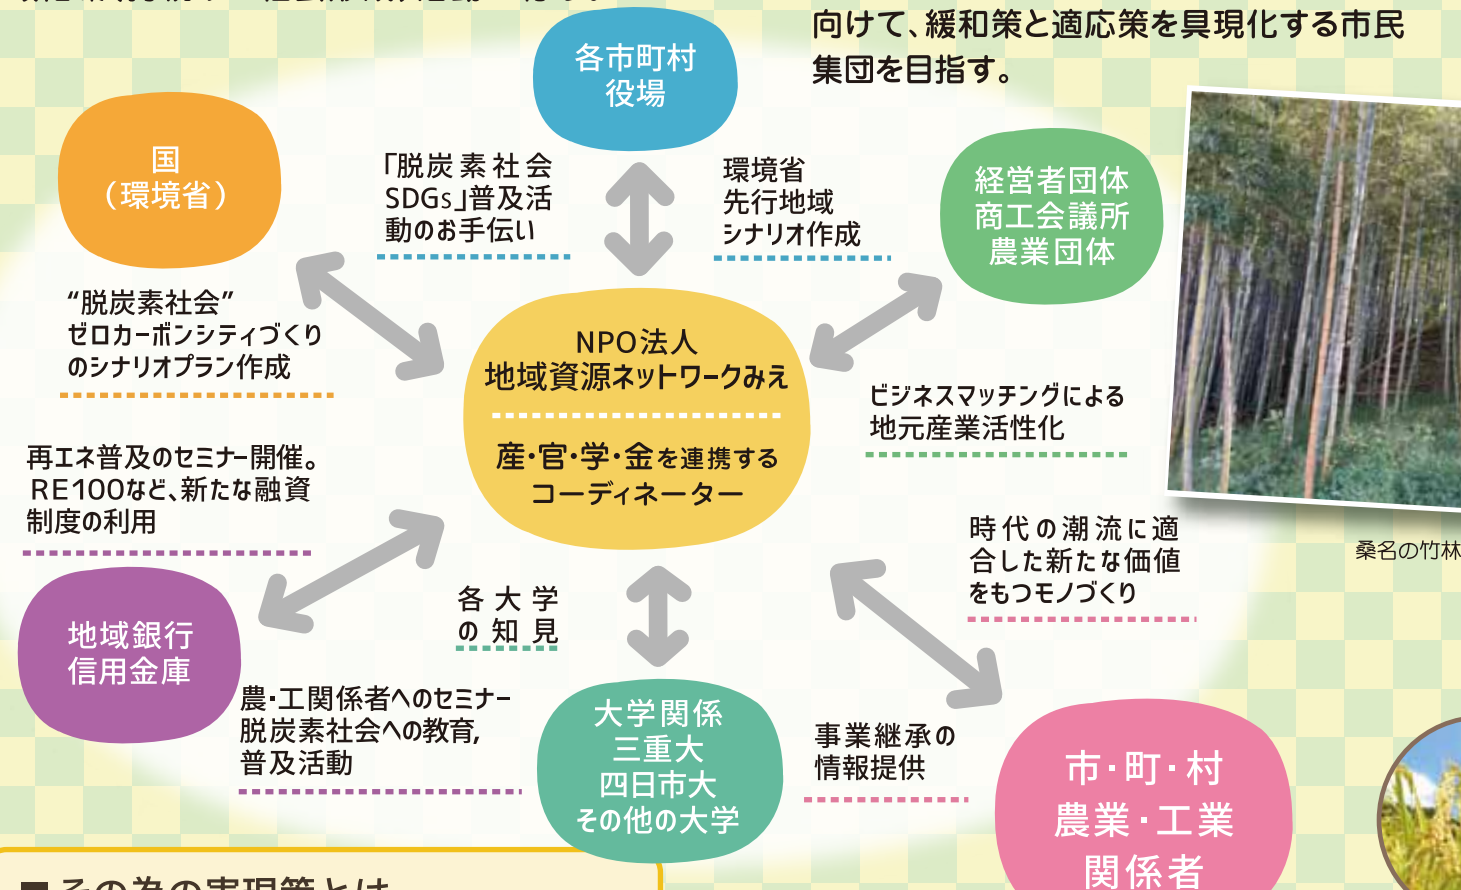 向けて、緩和策と適応策を具現化する市民
集団を目指す。
各市町村
役場
国
（環境省）
「脱炭素社会
SDGs」普及活
動のお手伝い
環境省
先行地域
シナリオ作成
経営者団体
商工会議所
農業団体
“脱炭素社会”
ゼロカーボンシティづくり
のシナリオプラン作成
NPO法人
地域資源ネットワークみえ
産・官・学・金を連携する
コーディネーター
ビジネスマッチングによる
地元産業活性化
再エネ普及のセミナー開催。
RE100など、新たな融資
制度の利用
時代の潮流に適
合した新たな価値
をもつモノづくり
桑名の竹林
各大学
の知見
地域銀行
信用金庫
農・工関係者へのセミナー
脱炭素社会への教育,
普及活動
大学関係
三重大
四日市大
その他の大学
事業継承の
情報提供
市・町・村
農業・工業
関係者
■その為の実現策とは